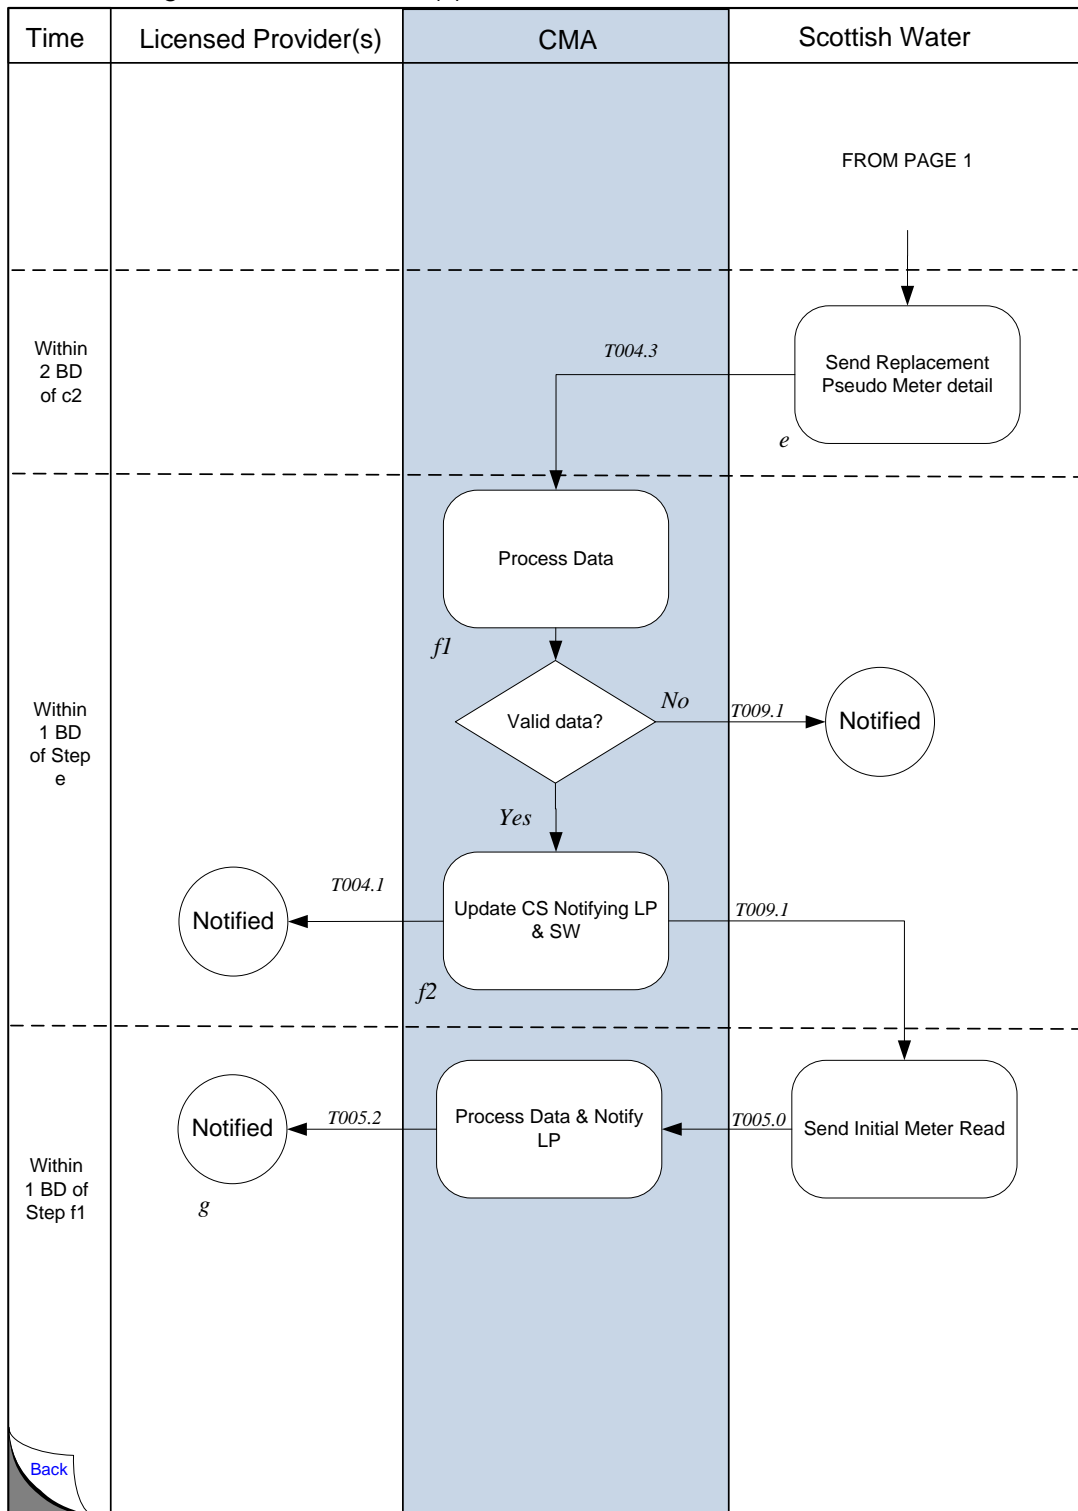 Time
Licensed Provider(s)
CMA
Scottish Water
FROM PAGE 1
Within
2 BD
of c2
T004.3
Send Replacement
Pseudo Meter detail
e
Process Data
f1
Within
1 BD
of Step
e
Valid data?
No
T009.1
Notified
Yes
Notified
T004.1
Update CS Notifying LP
& SW
T009.1
f2
Within
1 BD of
Step f1
Notified
T005.2
Process Data & Notify
LP
T005.0
Send Initial Meter Read
g
Back